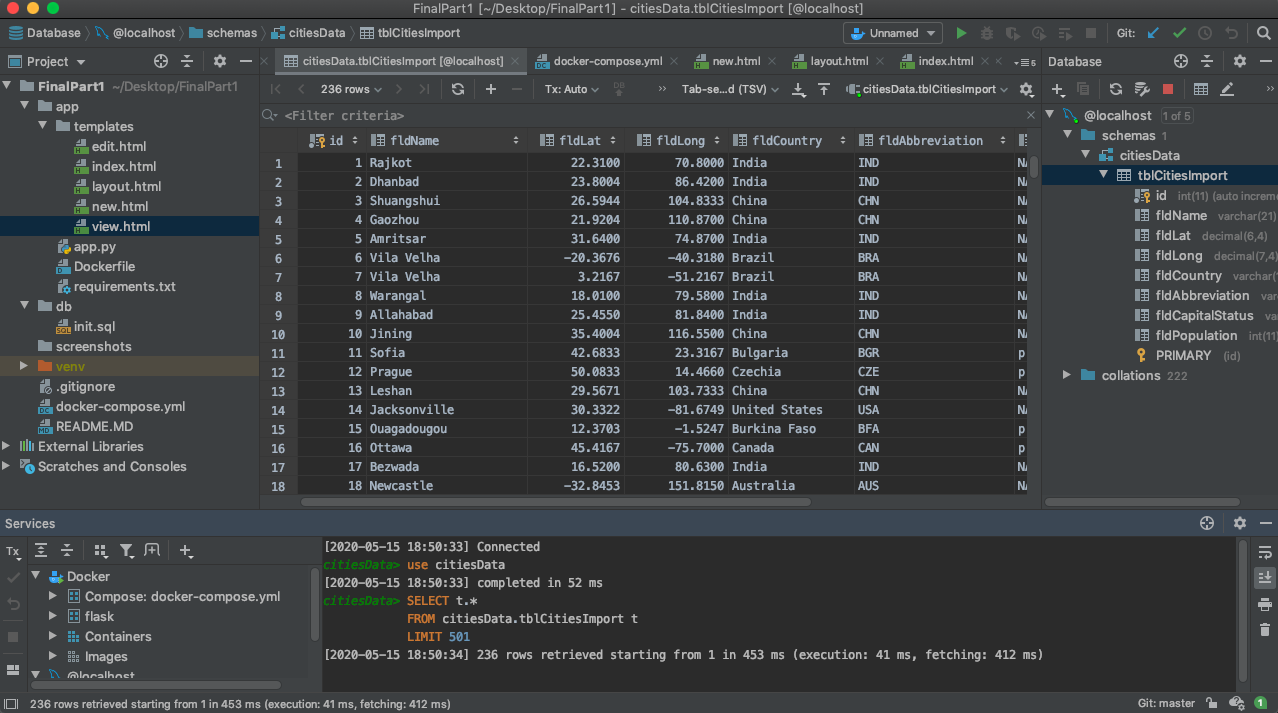 FinalPart1 [~/Desktop/FinalPart1] - citiesData.tblCitiesImport [@localhost]
Database @localhost schemas citiesData tblCitiesImport Unnamed Git:
Project citiesData.tblCitiesImport [@localhost] docker-compose.yml new.html layout.html index.html 6 Database
FinalPart1 ~/Desktop/FinalPart1
app
templates
edit.html
index.html
layout.html
new.html
view.html
app.py
Dockerfile
requirements.txt
db
init.sql
screenshots
venv
.gitignore
docker-compose.yml
README.MD
External Libraries
Scratches and Consoles
236 rows Tx: Auto DB Tab-se...d (TSV) citiesData.tblCitiesImport
<Filter criteria>
id fldName fldLat fldLong fldCountry fldAbbreviation
1 1 Rajkot 22.3100 70.8000 India IND NA
2 2 Dhanbad 23.8004 86.4200 India IND NA
3 3 Shuangshui 26.5944 104.8333 China CHN NA
4 4 Gaozhou 21.9204 110.8700 China CHN NA
5 5 Amritsar 31.6400 74.8700 India IND NA
6 6 Vila Velha -20.3676 -40.3180 Brazil BRA NA
7 7 Vila Velha 3.2167 -51.2167 Brazil BRA NA
8 8 Warangal 18.0100 79.5800 India IND NA
9 9 Allahabad 25.4550 81.8400 India IND NA
10 10 Jining 35.4004 116.5500 China CHN NA
11 11 Sofia 42.6833 23.3167 Bulgaria BGR p
12 12 Prague 50.0833 14.4660 Czechia CZE p
13 13 Leshan 29.5671 103.7333 China CHN NA
14 14 Jacksonville 30.3322 -81.6749 United States USA NA
15 15 Ouagadougou 12.3703 -1.5247 Burkina Faso BFA p
16 16 Ottawa 45.4167 -75.7000 Canada CAN p
17 17 Bezwada 16.5200 80.6300 India IND NA
18 18 Newcastle -32.8453 151.8150 Australia AUS NA
@localhost 1 of 5
schemas 1
citiesData
tblCitiesImport
id int(11) (auto increme
fldName varchar(21)
fldLat decimal(6,4)
fldLong decimal(7,4)
fldCountry varchar(
fldAbbreviation va
fldCapitalStatus va
fldPopulation int(11)
PRIMARY (id)
collations 222
Services
Tx
Docker
Compose: docker-compose.yml
flask
Containers
Images
@localhost
[2020-05-15 18:50:33] Connected
citiesData> use citiesData
[2020-05-15 18:50:33] completed in 52 ms
citiesData> SELECT t.*
FROM citiesData.tblCitiesImport t
LIMIT 501
[2020-05-15 18:50:34] 236 rows retrieved starting from 1 in 453 ms (execution: 41 ms, fetching: 412 ms)
236 rows retrieved starting from 1 in 453 ms (execution: 41 ms, fetching: 412 ms) Git: master 1